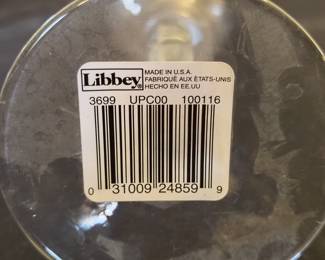 Libbey®
MADE IN U.S.A.
FABRIQUÉ AUX ÉTATS-UNIS
HECHO EN EE.UU
3699 UPC00 100116
0 31009 24859 9